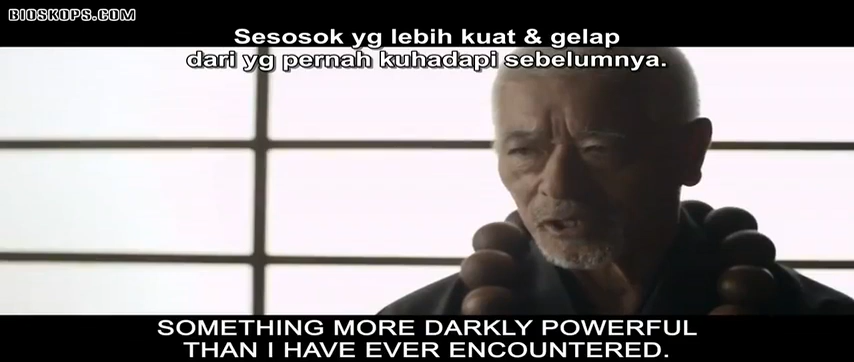 BIOSKOPS.COM
Sesosok yg lebih kuat & gelap
dari yg pernah kuhadapi sebelumnya.
SOMETHING MORE DARKLY POWERFUL
THAN I HAVE EVER ENCOUNTERED.